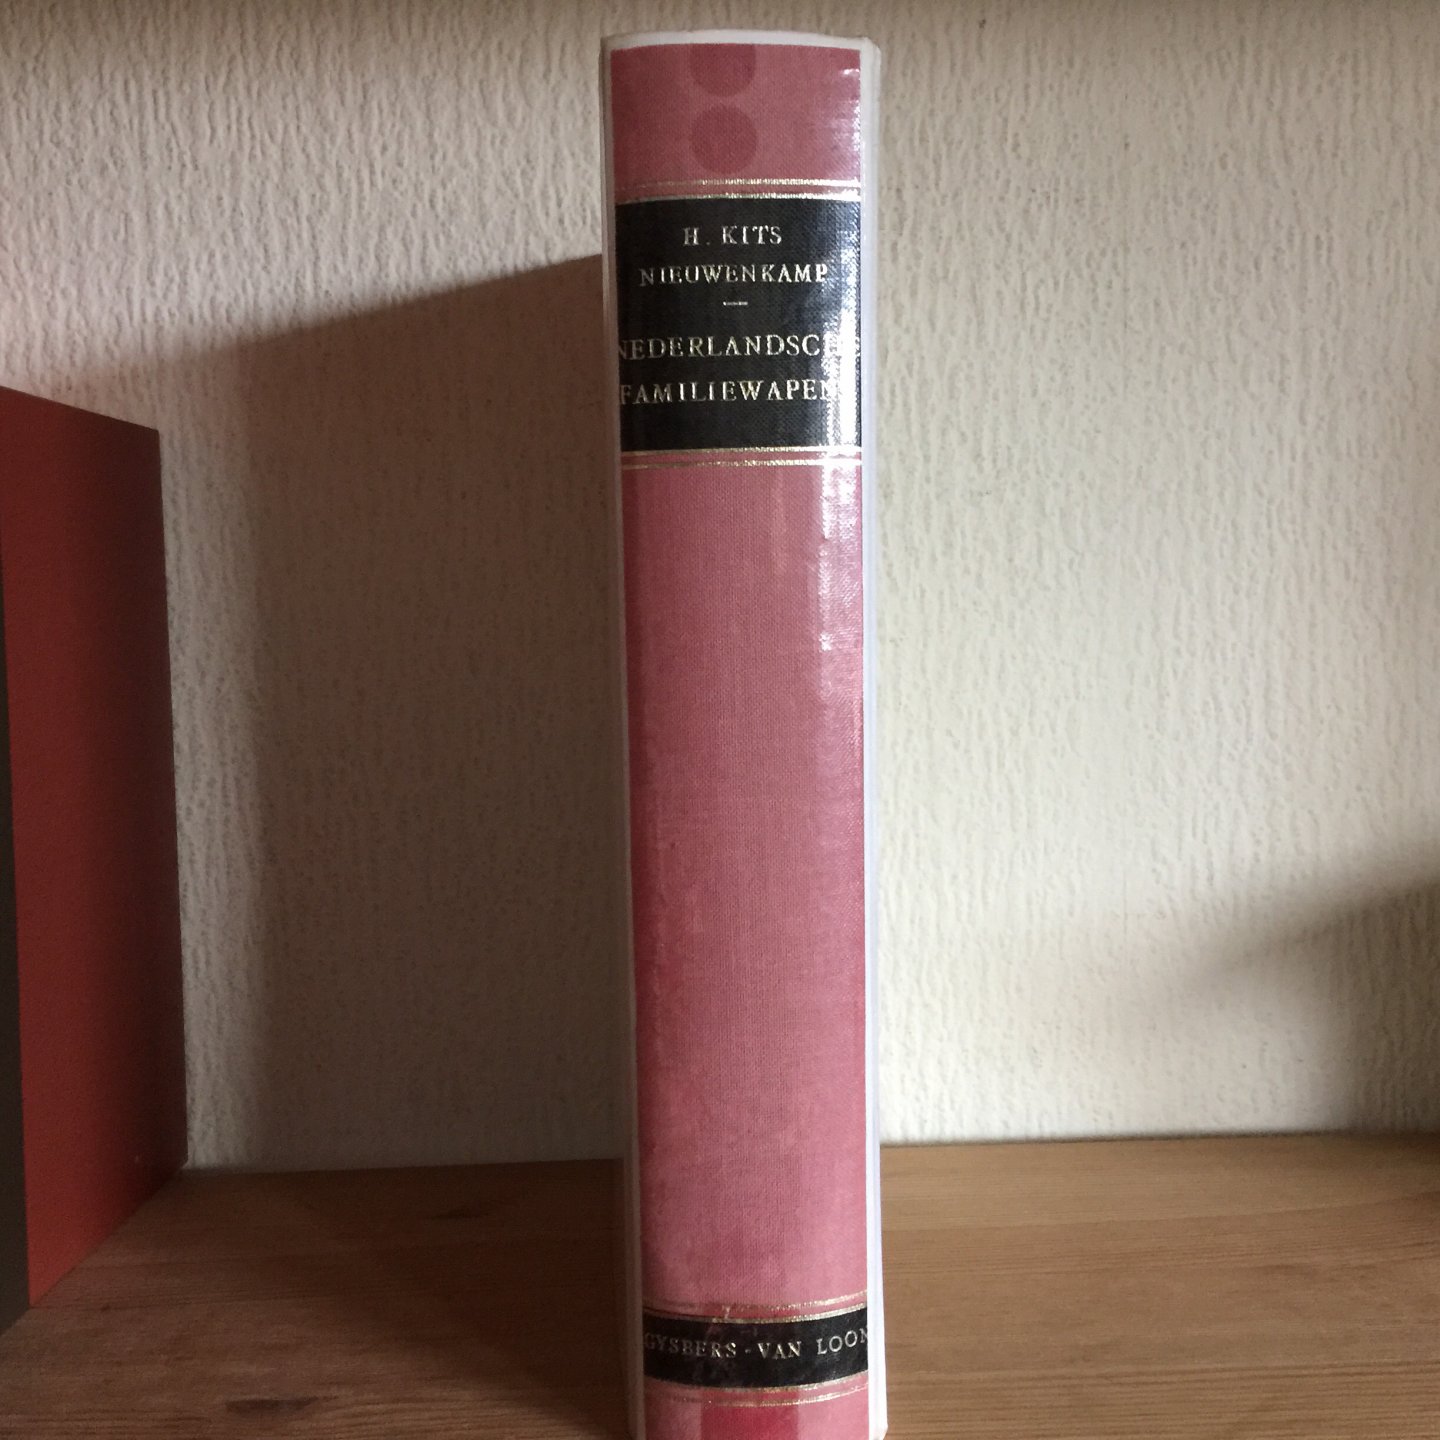 H. KITS
NIEUWENKAMP
NEDERLANDSCHE
FAMILIEWAPENS
GYSBERS - VAN LOON